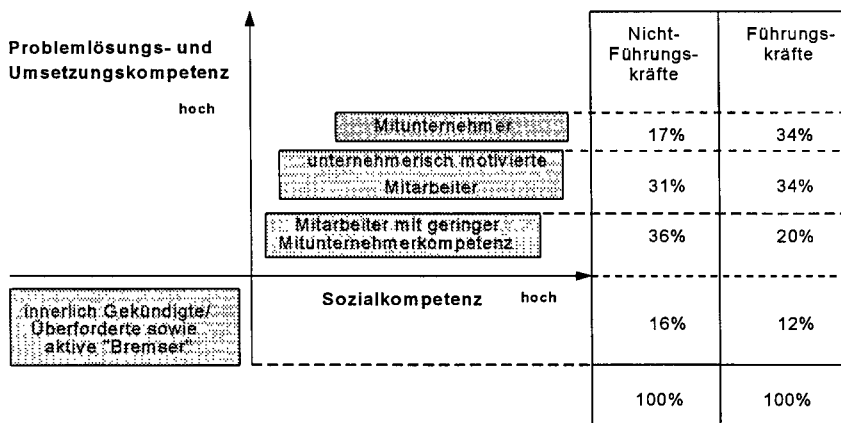 Problemlösungs- und
Umsetzungskompetenz
hoch
Nicht-
Führungs-
kräfte
Führungs-
kräfte
Mitunternehmer
17%
34%
unternehmerisch motivierte
Mitarbeiter
31%
34%
Mitarbeiter mit geringer
Mitunternehmerkompetenz
36%
20%
Sozialkompetenz
hoch
innerlich Gekündigte/
Überforderte sowie
aktive "Bremser"
16%
12%
100%
100%